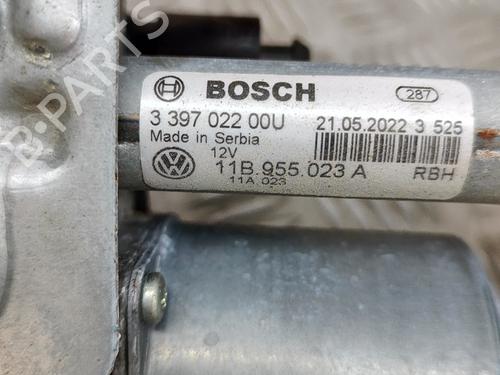 B-PARTS
BOSCH 287
3 397 022 00U 21.05.2022 3 525
Made in Serbia
12V
11B.955.023 A RBH
11A 023